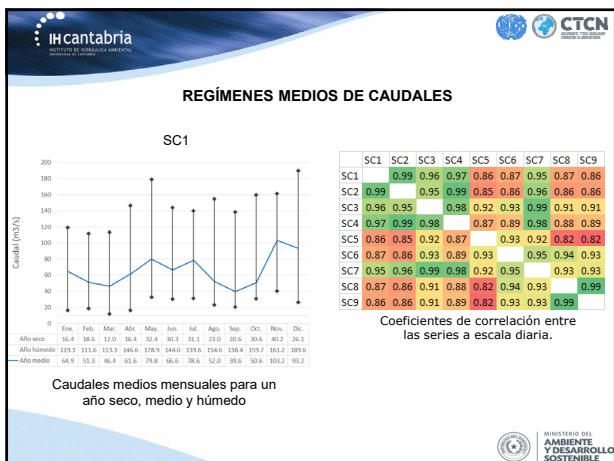 IHcantabria
INSTITUTO DE HIDRÁULICA AMBIENTAL
UNIVERSIDAD DE CANTABRIA
CTCN
REGÍMENES MEDIOS DE CAUDALES
SC1
Caudal (m3/s)
200
180
160
140
120
100
80
60
40
20
0
Ene. Feb. Mar. Abr. May. Jun. Jul. Ago. Sep. Oct. Nov. Dic.
Año seco 16.4 18.6 12.0 16.4 32.4 30.3 31.1 23.0 20.6 30.6 40.2 26.1
Año húmedo 119.3 111.6 113.3 146.6 178.9 144.0 139.6 154.6 138.4 159.7 161.2 189.6
Año medio 64.9 51.3 46.4 61.6 79.8 66.6 78.6 52.0 39.6 50.6 103.2 93.2
Caudales medios mensuales para un
año seco, medio y húmedo
SC1 SC2 SC3 SC4 SC5 SC6 SC7 SC8 SC9
SC1 0.99 0.96 0.97 0.86 0.87 0.95 0.87 0.86
SC2 0.99 0.95 0.99 0.85 0.86 0.96 0.86 0.86
SC3 0.96 0.95 0.98 0.92 0.93 0.99 0.91 0.91
SC4 0.97 0.99 0.98 0.87 0.89 0.98 0.88 0.89
SC5 0.86 0.85 0.92 0.87 0.93 0.92 0.82 0.82
SC6 0.87 0.86 0.93 0.89 0.93 0.95 0.94 0.93
SC7 0.95 0.96 0.99 0.98 0.92 0.95 0.93 0.93
SC8 0.87 0.86 0.91 0.88 0.82 0.94 0.93 0.99
SC9 0.86 0.86 0.91 0.89 0.82 0.93 0.93 0.99
Coeficientes de correlación entre
las series a escala diaria.
MINISTERIO DEL
AMBIENTE
Y DESARROLLO
SOSTENIBLE